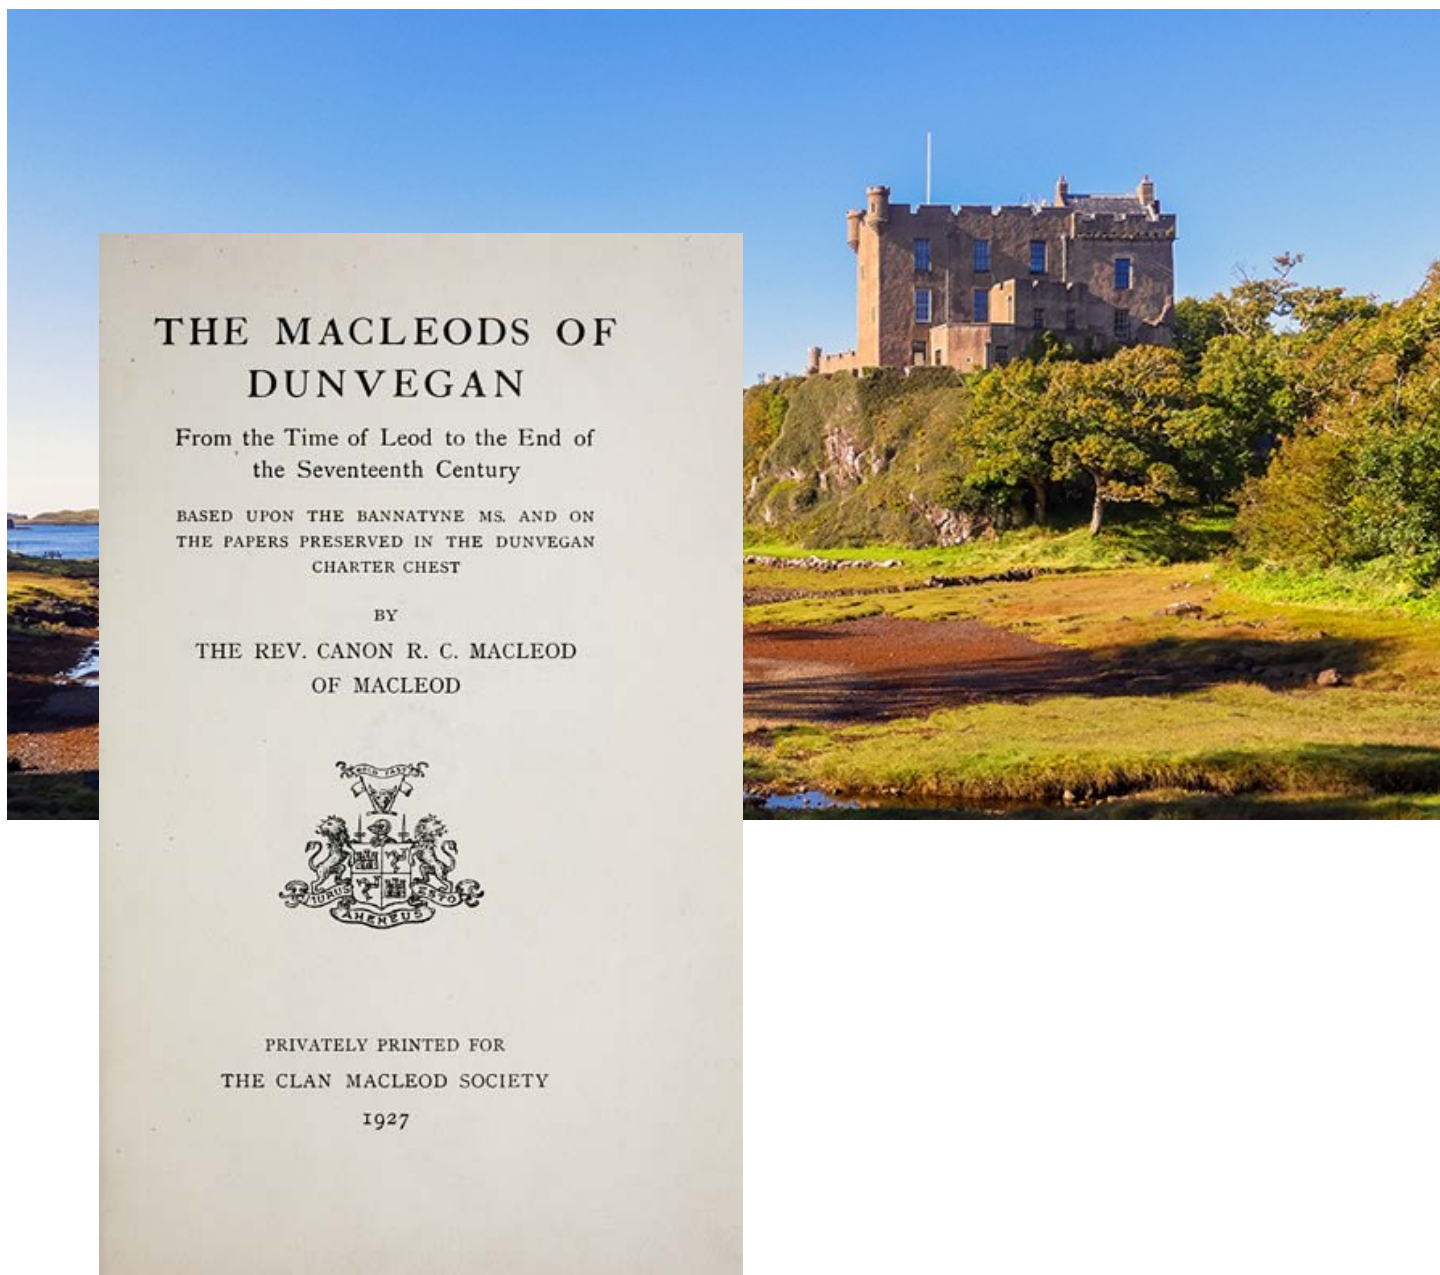 THE MACLEODS OF
DUNVEGAN
From the Time of Leod to the End of
the Seventeenth Century
BASED UPON THE BANNATYNE MS. AND ON
THE PAPERS PRESERVED IN THE DUNVEGAN
CHARTER CHEST
BY
THE REV. CANON R. C. MACLEOD
OF MACLEOD
HOLD FAST
MURUS ESTO
AHENEUS
PRIVATELY PRINTED FOR
THE CLAN MACLEOD SOCIETY
1927